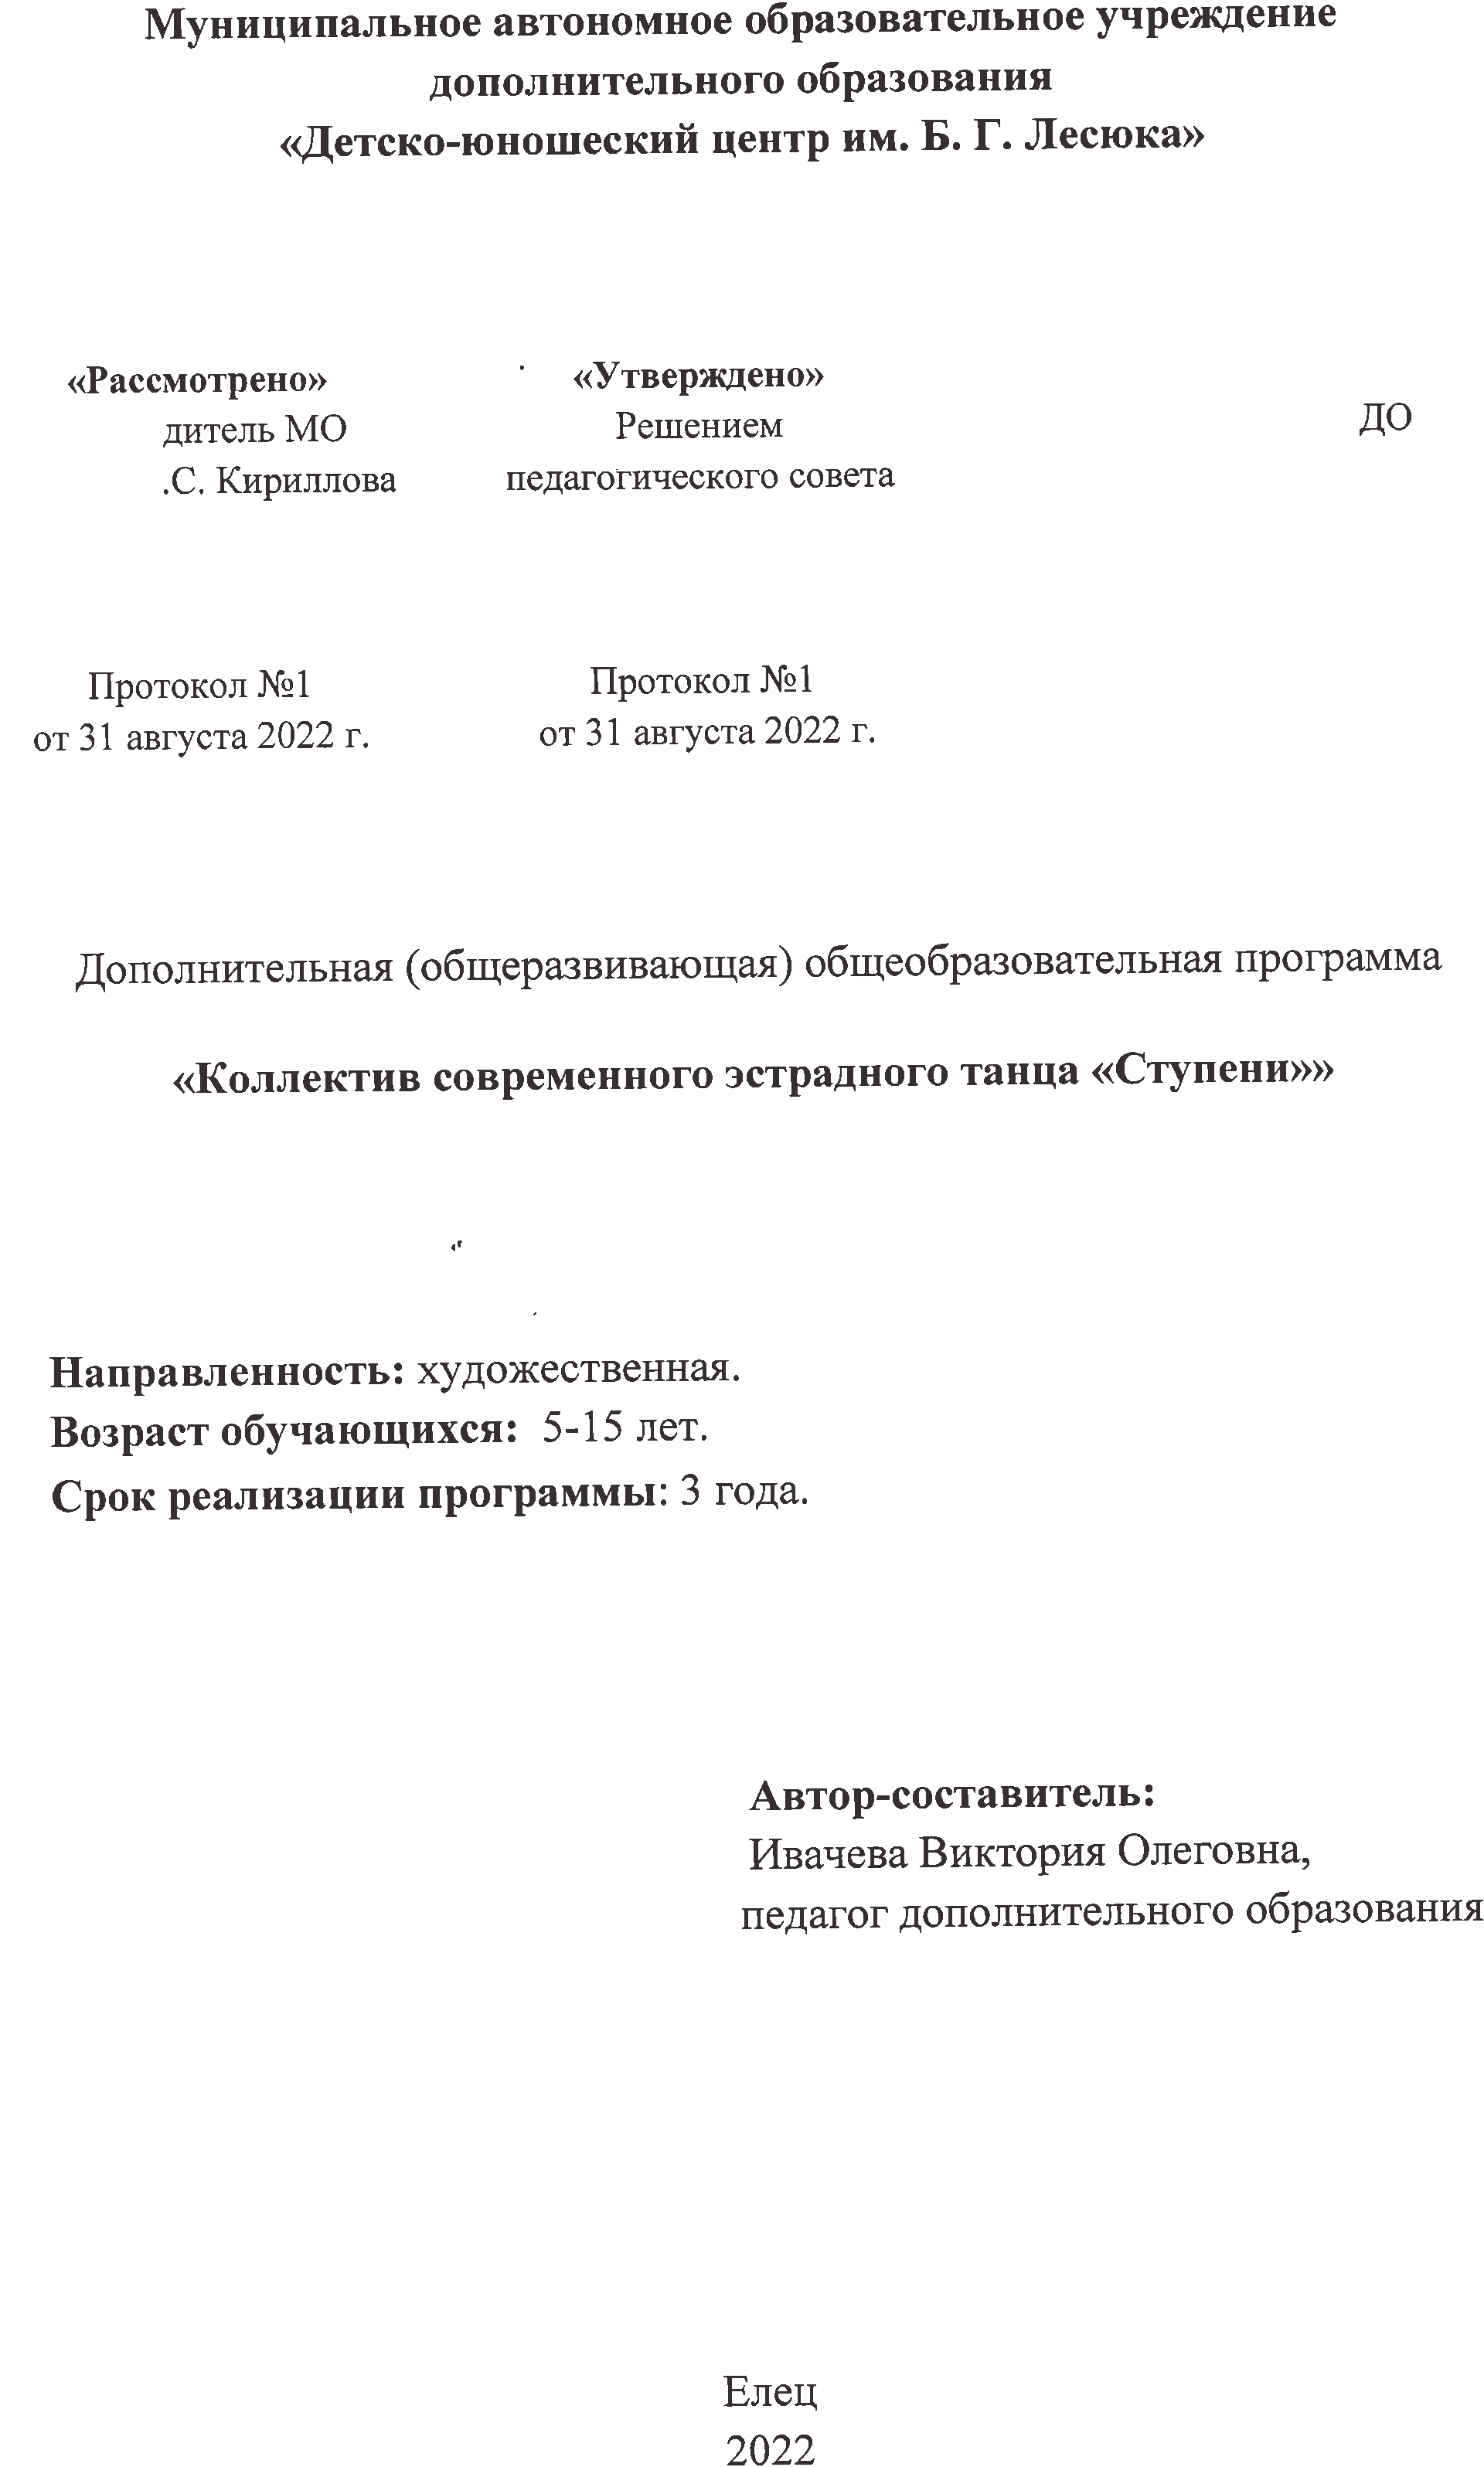 Муниципальное автономное образовательное учреждение
дополнительного образования
«Детско-юношеский центр им. Б. Г. Лесюка»
«Рассмотрено»
дитель МО
.С. Кириллова
Протокол №1
от 31 августа 2022 г.
«Утверждено»
Решением
педагогического совета
Протокол №1
от 31 августа 2022 г.
ДО
Дополнительная (общеразвивающая) общеобразовательная программа
«Коллектив современного эстрадного танца «Ступени»»
Направленность: художественная.
Возраст обучающихся: 5-15 лет.
Срок реализации программы: 3 года.
Автор-составитель:
Ивачева Виктория Олеговна,
педагог дополнительного образования
Елец
2022